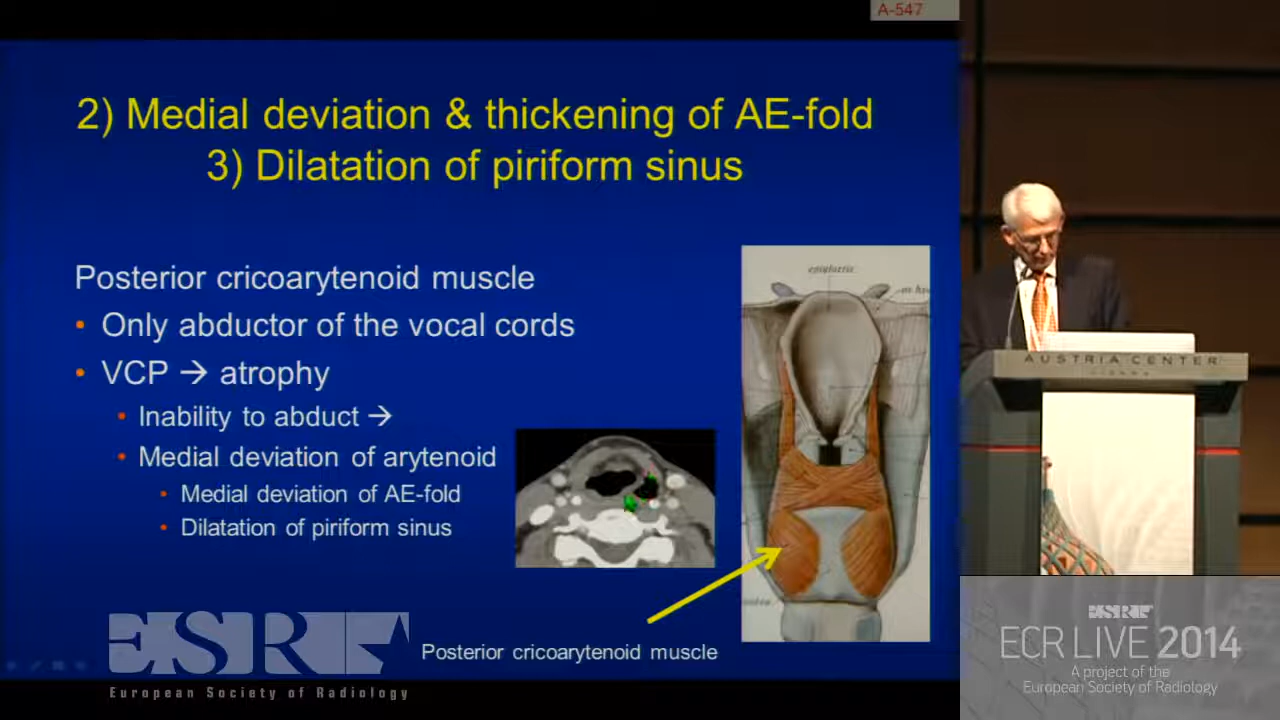 A-547
2) Medial deviation & thickening of AE-fold
3) Dilatation of piriform sinus
Posterior cricoarytenoid muscle
• Only abductor of the vocal cords
• VCP → atrophy
• Inability to abduct →
• Medial deviation of arytenoid
• Medial deviation of AE-fold
• Dilatation of piriform sinus
epiglottis
Posterior cricoarytenoid muscle
ESR
European Society of Radiology
AUSTRIA CENTER
VIENNA
ESR
ECR LIVE 2014
A project of the
European Society of Radiology